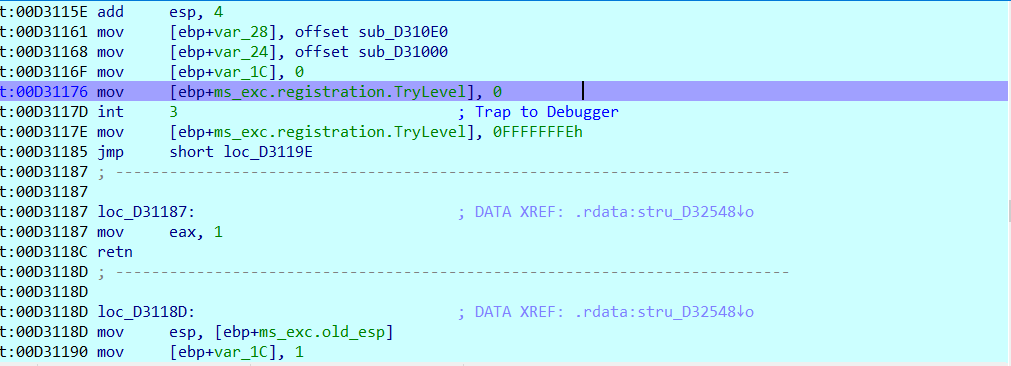 t:00D3115E add     esp, 4
t:00D31161 mov     [ebp+var_28], offset sub_D310E0
t:00D31168 mov     [ebp+var_24], offset sub_D31000
t:00D3116F mov     [ebp+var_1C], 0
t:00D31176 mov     [ebp+ms_exc.registration.TryLevel], 0
t:00D3117D int     3                               ; Trap to Debugger
t:00D3117E mov     [ebp+ms_exc.registration.TryLevel], 0FFFFFFFEh
t:00D31185 jmp     short loc_D3119E
t:00D31187 ; ---------------------------------------------------------------------------
t:00D31187
t:00D31187 loc_D31187:                             ; DATA XREF: .rdata:stru_D32548↓o
t:00D31187 mov     eax, 1
t:00D3118C retn
t:00D3118D ; ---------------------------------------------------------------------------
t:00D3118D
t:00D3118D loc_D3118D:                             ; DATA XREF: .rdata:stru_D32548↓o
t:00D3118D mov     esp, [ebp+ms_exc.old_esp]
t:00D31190 mov     [ebp+var_1C], 1